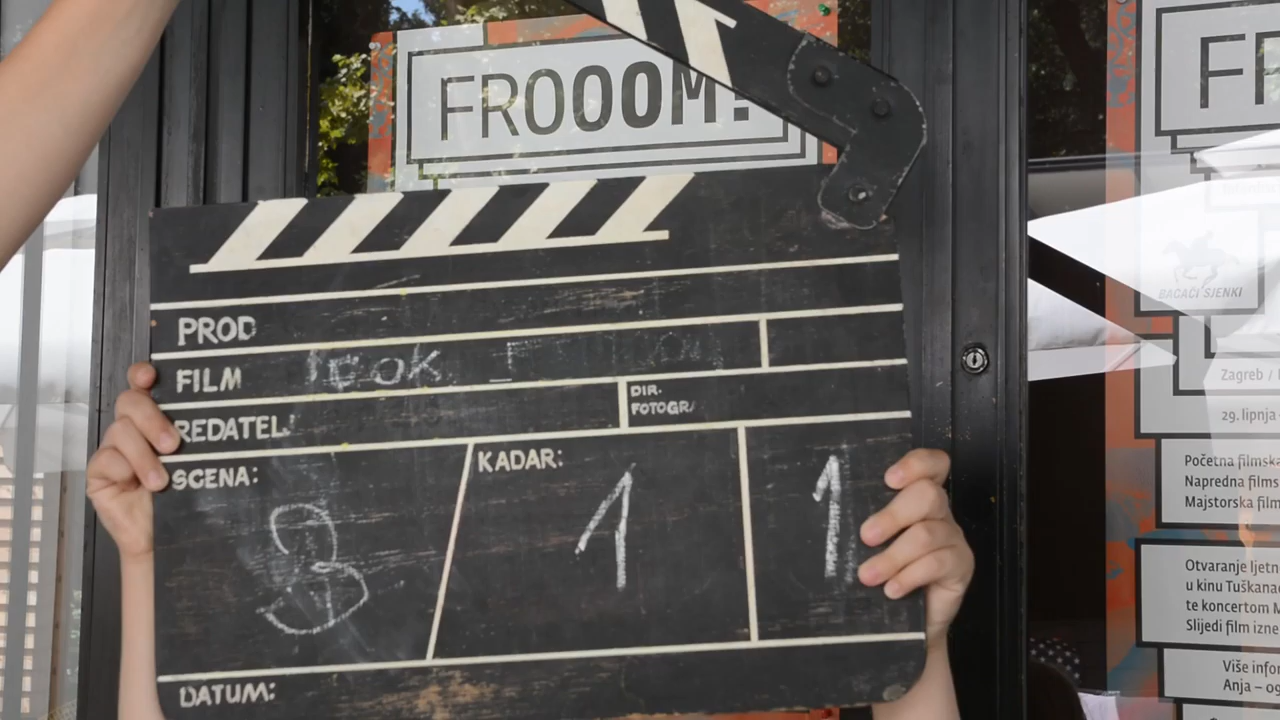 FROOOM!
PROD
FILM
REDATELJ
DIR.
FOTOGR
SCENA: 3
KADAR: 1
1
DATUM:
FR
BACAČI SJENKI
Zagreb /
29. lipnja
Početna filmska
Napredna films
Majstorska film
Otvaranje ljetn
u kinu Tuškanac
te koncertom M
Slijedi film izne
Više infor
Anja – og